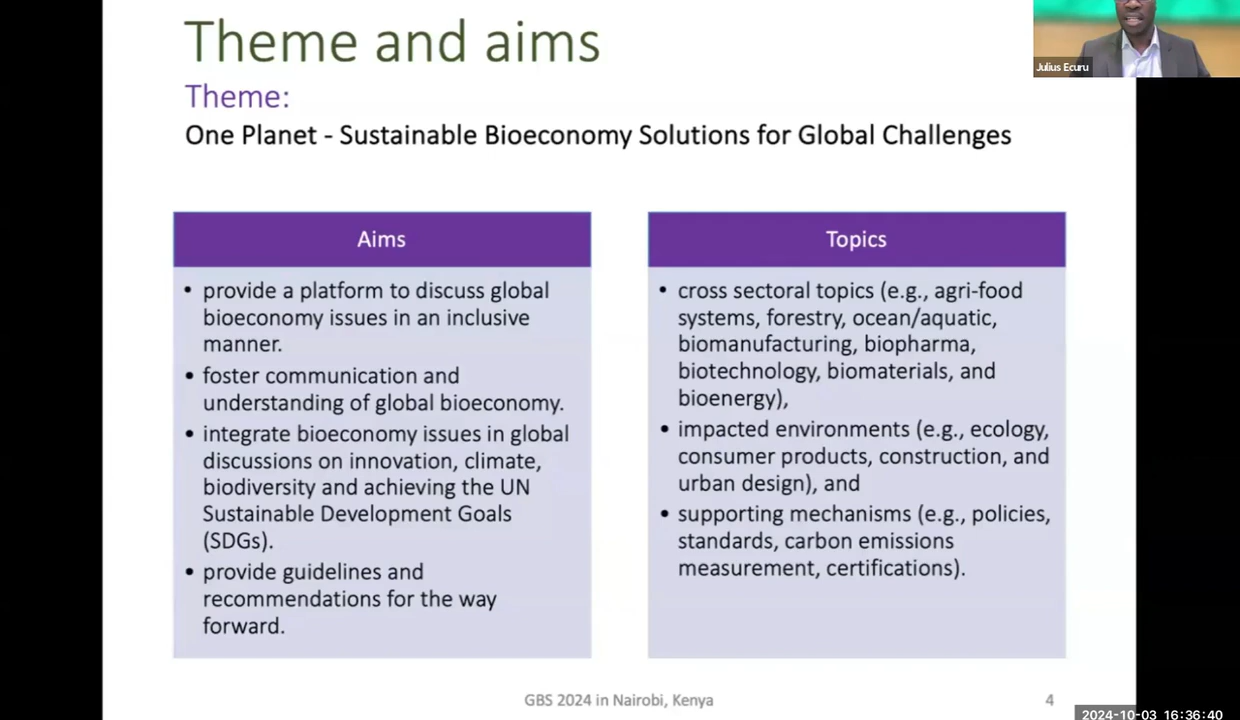 Theme and aims
Julius Ecuru
Theme:
One Planet - Sustainable Bioeconomy Solutions for Global Challenges
Aims
• provide a platform to discuss global
bioeconomy issues in an inclusive
manner.
• foster communication and
understanding of global bioeconomy.
• integrate bioeconomy issues in global
discussions on innovation, climate,
biodiversity and achieving the UN
Sustainable Development Goals
(SDGs).
• provide guidelines and
recommendations for the way
forward.
Topics
• cross sectoral topics (e.g., agri-food
systems, forestry, ocean/aquatic,
biomanufacturing, biopharma,
biotechnology, biomaterials, and
bioenergy),
• impacted environments (e.g., ecology,
consumer products, construction, and
urban design), and
• supporting mechanisms (e.g., policies,
standards, carbon emissions
measurement, certifications).
GBS 2024 in Nairobi, Kenya
4
2024-10-03 16:36:40